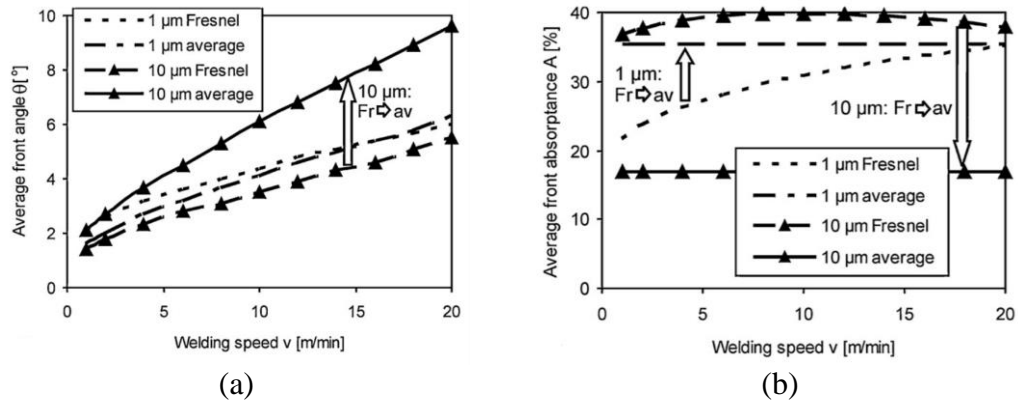 10
8
6
4
2
0
Average front angle θ[°]
1 µm Fresnel
1 µm average
10 µm Fresnel
10 µm average
10 µm:
Fr⇨av
0 5 10 15 20
Welding speed v [m/min]
(a)
40
30
20
10
0
Average front absorptance A [%]
1 µm:
Fr⇨av
10 µm: Fr⇨av
1 µm Fresnel
1 µm average
10 µm Fresnel
10 µm average
0 5 10 15 20
Welding speed v [m/min]
(b)